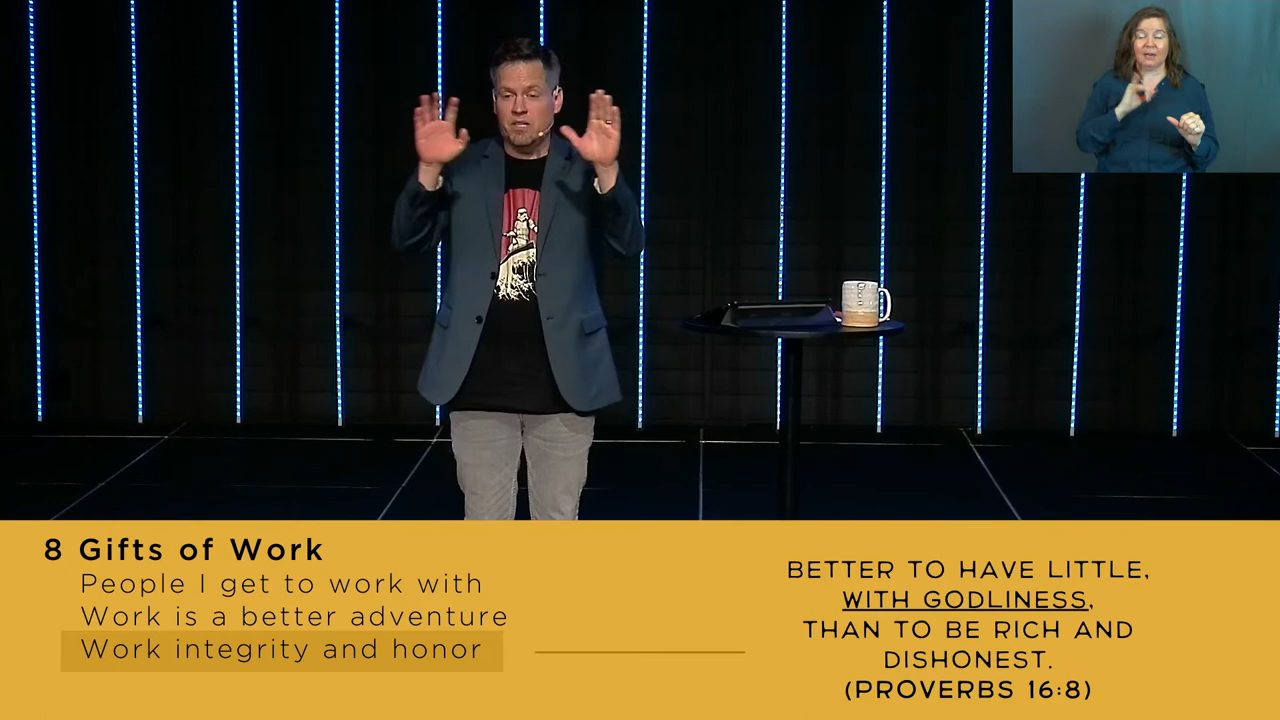 8 Gifts of Work
People I get to work with
Work is a better adventure
Work integrity and honor
BETTER TO HAVE LITTLE,
WITH GODLINESS,
THAN TO BE RICH AND
DISHONEST.
(PROVERBS 16:8)